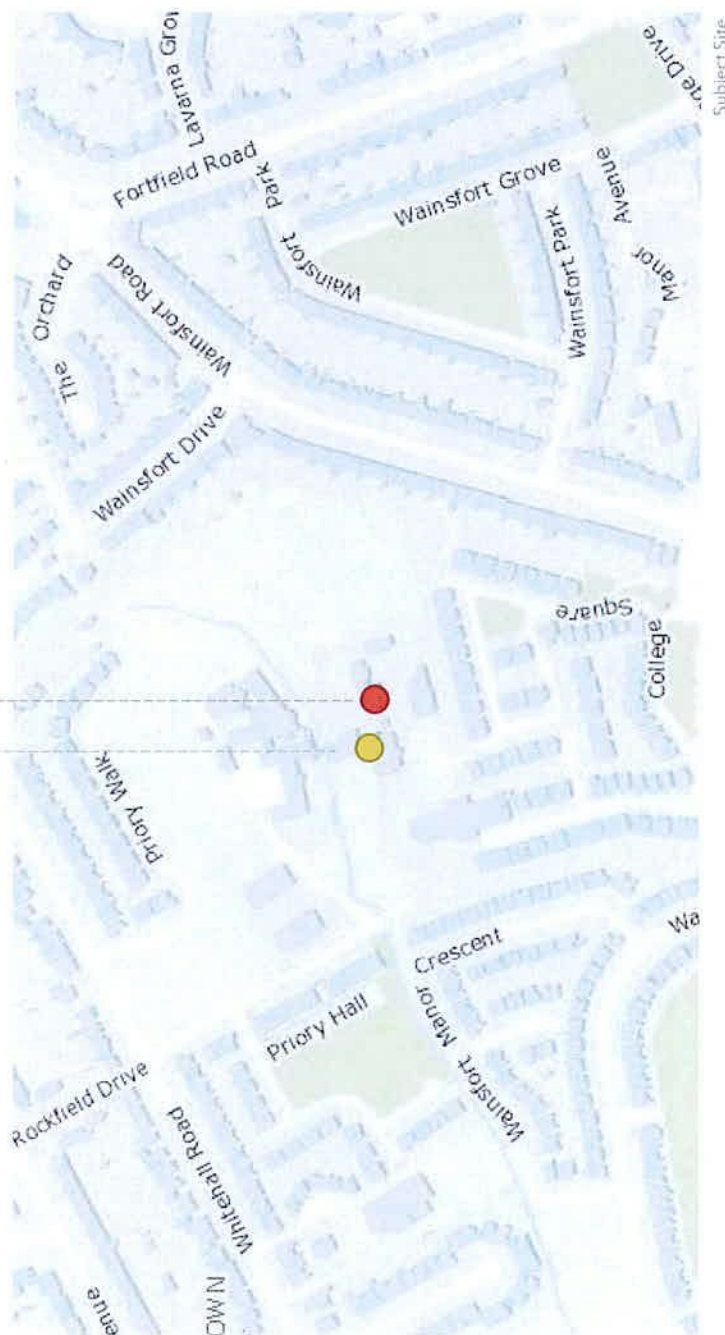 Lavarna Gro
Fortfield Road
The Orchard
Wainsfort Road
Wainsfort Park
Wainsfort Grove
Wainsfort Park
Manor Avenue
ge Drive
Subject Site
Wainsfort Drive
College Square
Priory Walk
Priory Hall
Wainsfort Manor Crescent
Wa
Rockfield Drive
Whitehall Road
enue
OWN